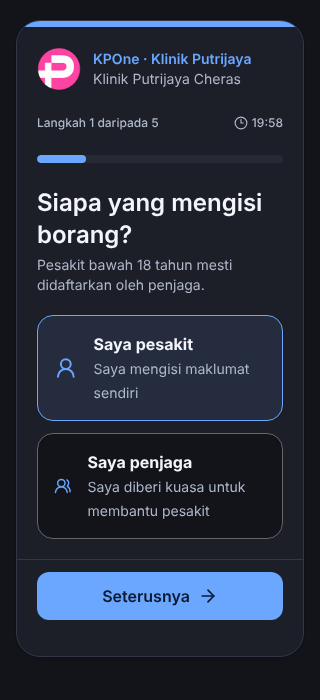 KPOne · Klinik Putrijaya
Klinik Putrijaya Cheras
Langkah 1 daripada 5
19:58
Siapa yang mengisi
borang?
Pesakit bawah 18 tahun mesti
didaftarkan oleh penjaga.
Saya pesakit
Saya mengisi maklumat
sendiri
Saya penjaga
Saya diberi kuasa untuk
membantu pesakit
Seterusnya